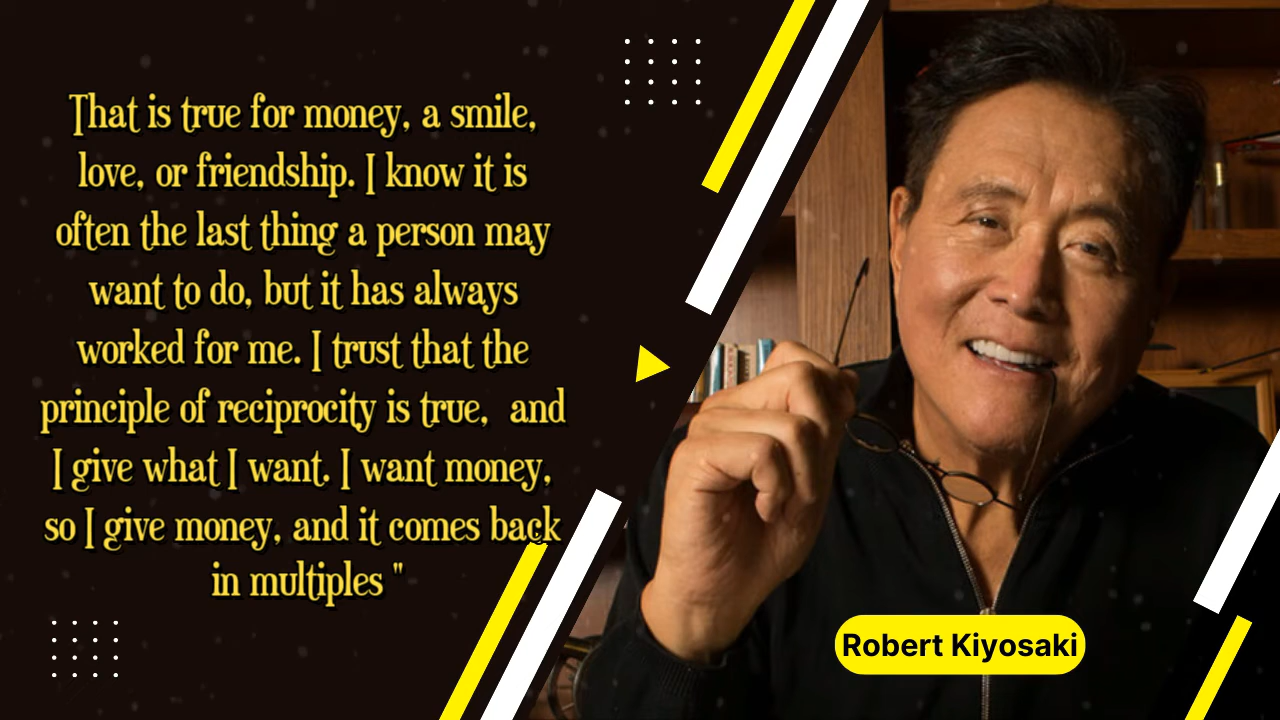 That is true for money, a smile,
love, or friendship. I know it is
often the last thing a person may
want to do, but it has always
worked for me. I trust that the
principle of reciprocity is true,  and
I give what I want. I want money,
so I give money, and it comes back
in multiples "
Robert Kiyosaki